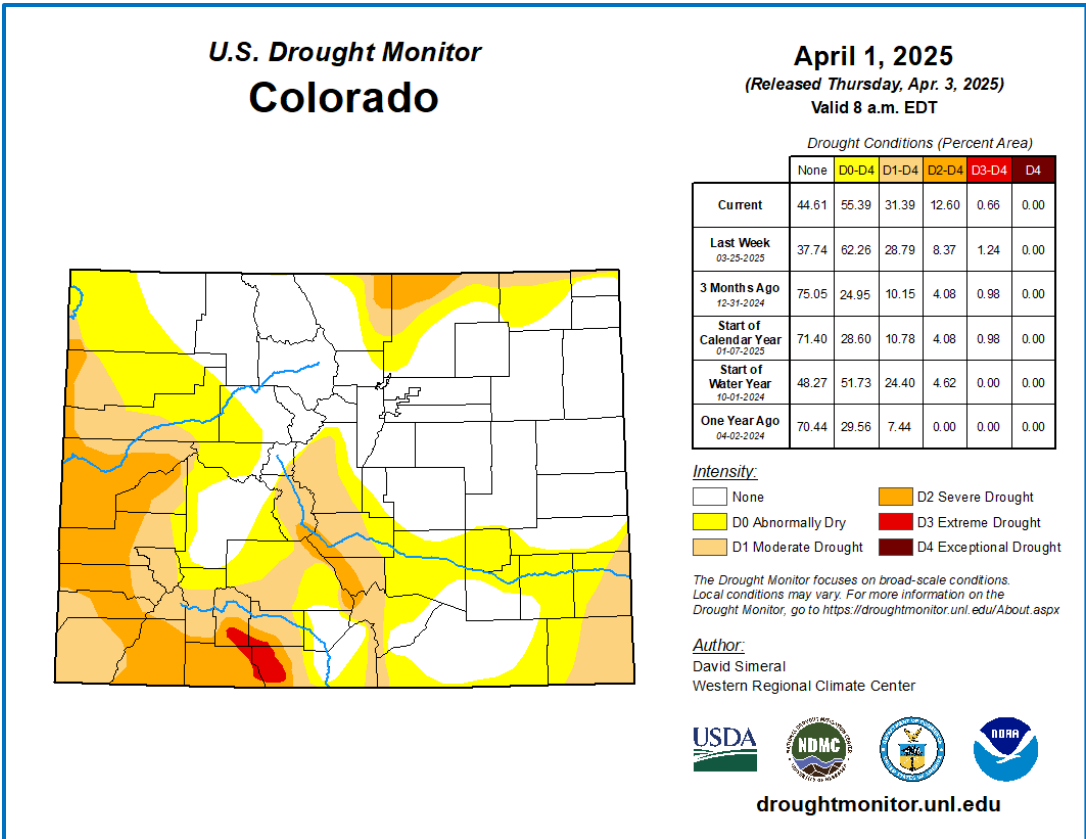 U.S. Drought Monitor
Colorado
April 1, 2025
(Released Thursday, Apr. 3, 2025)
Valid 8 a.m. EDT
Drought Conditions (Percent Area)
None D0-D4 D1-D4 D2-D4 D3-D4 D4
Current 44.61 55.39 31.39 12.60 0.66 0.00
Last Week
03-25-2025 37.74 62.26 28.79 8.37 1.24 0.00
3 Months Ago
12-31-2024 75.05 24.95 10.15 4.08 0.98 0.00
Start of
Calendar Year
01-07-2025 71.40 28.60 10.78 4.08 0.98 0.00
Start of
Water Year
10-01-2024 48.27 51.73 24.40 4.62 0.00 0.00
One Year Ago
04-02-2024 70.44 29.56 7.44 0.00 0.00 0.00
Intensity:
None
D0 Abnormally Dry
D1 Moderate Drought
D2 Severe Drought
D3 Extreme Drought
D4 Exceptional Drought
The Drought Monitor focuses on broad-scale conditions.
Local conditions may vary. For more information on the
Drought Monitor, go to https://droughtmonitor.unl.edu/About.aspx
Author:
David Simeral
Western Regional Climate Center
USDA
NDMC
NOAA
droughtmonitor.unl.edu